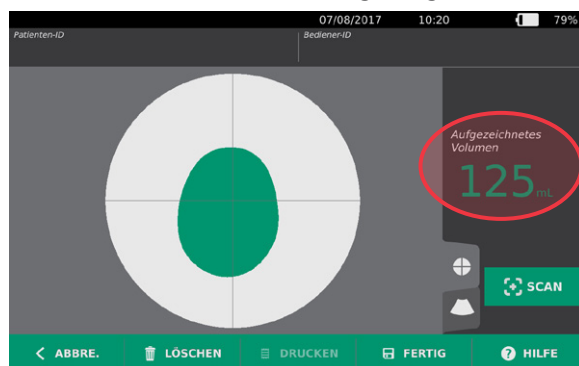 07/08/2017 10:20 79%
Patienten-ID Bediener-ID
Aufgezeichnetes
Volumen
125 mL
SCAN
ABBRE. LÖSCHEN DRUCKEN FERTIG HILFE